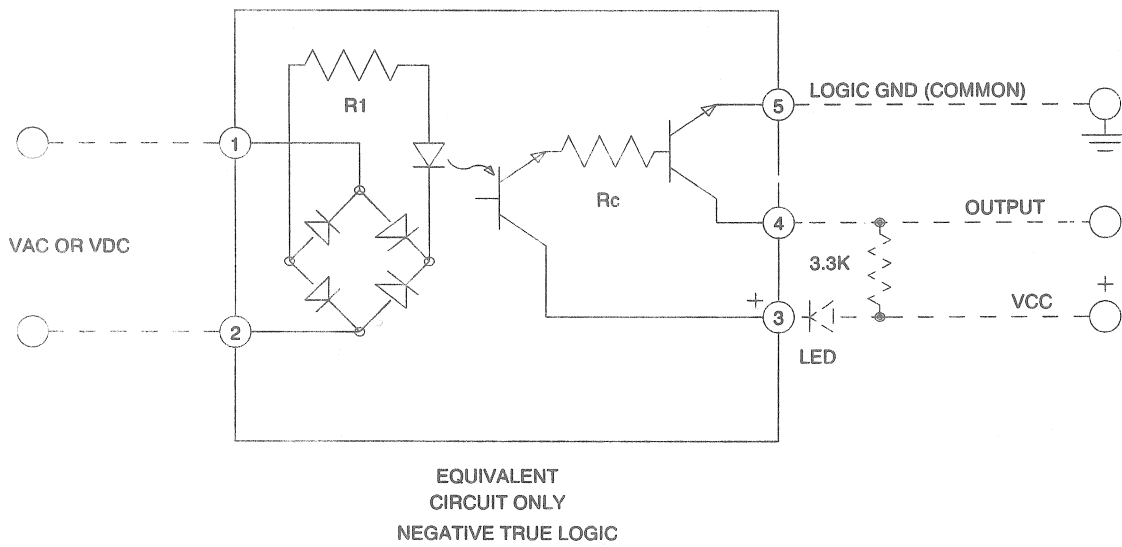 R1
5
LOGIC GND (COMMON)
1
Rc
4
OUTPUT
VAC OR VDC
3.3K
+
3
VCC
+
2
LED
EQUIVALENT
CIRCUIT ONLY
NEGATIVE TRUE LOGIC